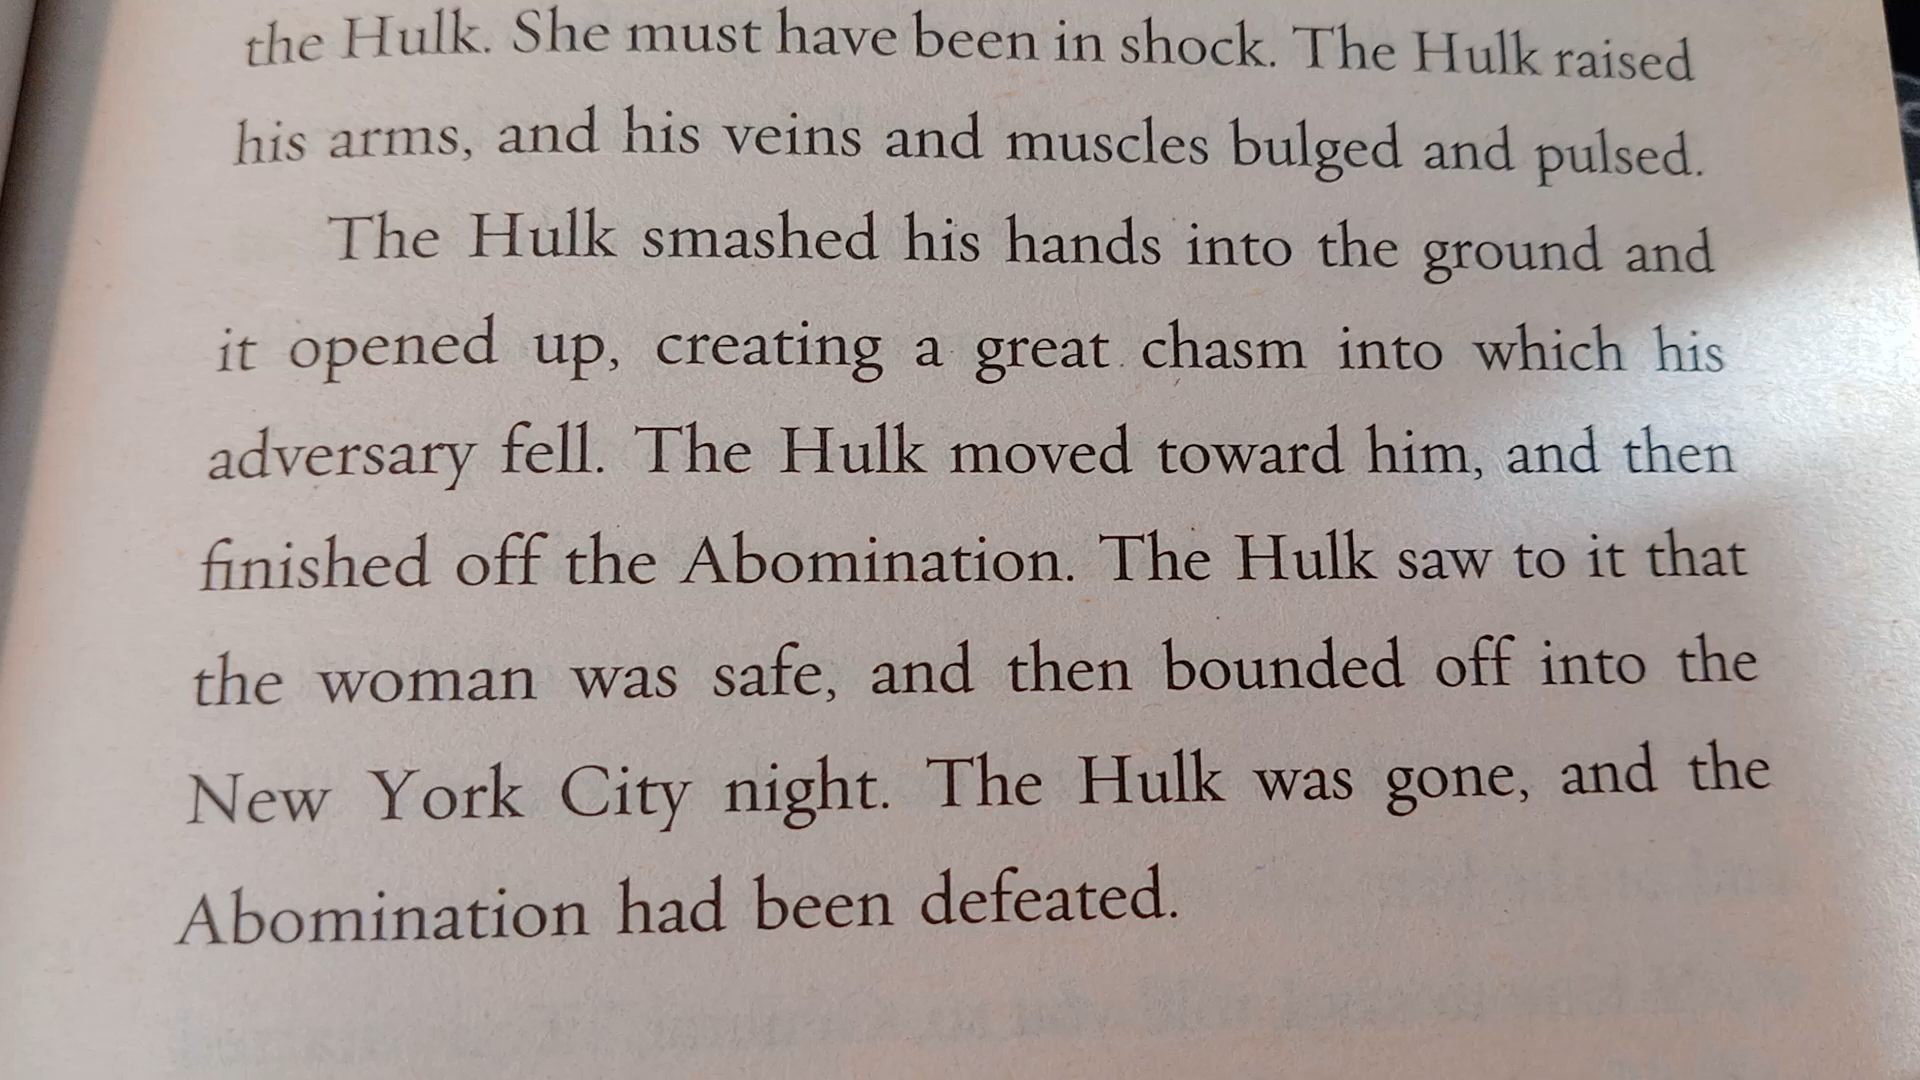 the Hulk. She must have been in shock. The Hulk raised
his arms, and his veins and muscles bulged and pulsed.
The Hulk smashed his hands into the ground and
it opened up, creating a great chasm into which his
adversary fell. The Hulk moved toward him, and then
finished off the Abomination. The Hulk saw to it that
the woman was safe, and then bounded off into the
New York City night. The Hulk was gone, and the
Abomination had been defeated.